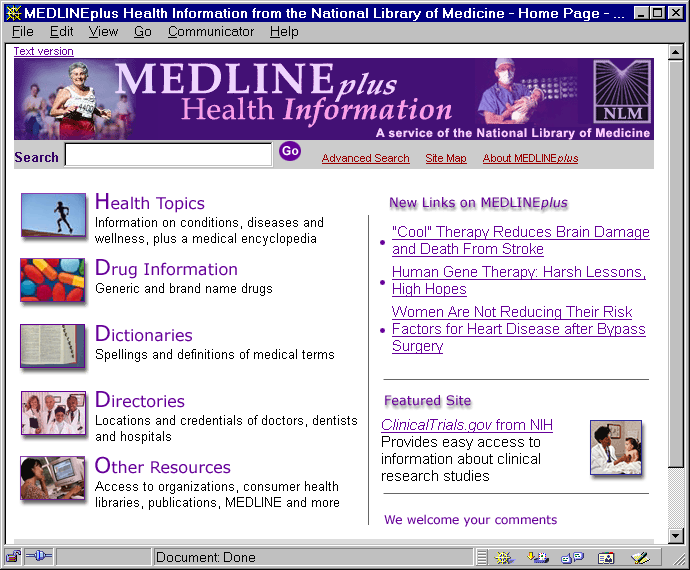 MEDLINEplus Health Information from the National Library of Medicine - Home Page - ...
File Edit View Go Communicator Help
Text version
MEDLINEplus
Health Information
NLM
A service of the National Library of Medicine
Search Go Advanced Search Site Map About MEDLINEplus
Health Topics
Information on conditions, diseases and
wellness, plus a medical encyclopedia
Drug Information
Generic and brand name drugs
Dictionaries
Spellings and definitions of medical terms
Directories
Locations and credentials of doctors, dentists
and hospitals
Other Resources
Access to organizations, consumer health
libraries, publications, MEDLINE and more
New Links on MEDLINEplus
"Cool" Therapy Reduces Brain Damage
and Death From Stroke
Human Gene Therapy: Harsh Lessons,
High Hopes
Women Are Not Reducing Their Risk
Factors for Heart Disease after Bypass
Surgery
Featured Site
ClinicalTrials.gov from NIH
Provides easy access to
information about clinical
research studies
We welcome your comments
Document: Done